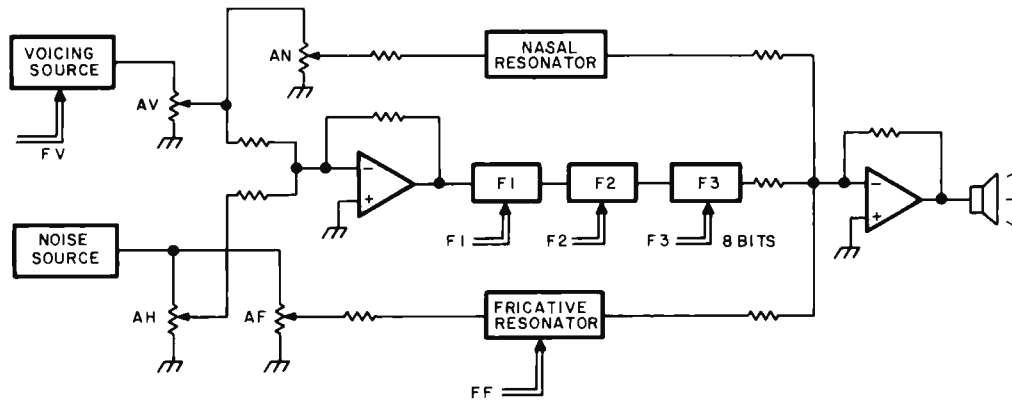 VOICING
SOURCE
FV
AV
AN
NASAL
RESONATOR
−
+
F1
F2
F3
F1
F2
F3
8 BITS
−
+
NOISE
SOURCE
AH
AF
FRICATIVE
RESONATOR
FF